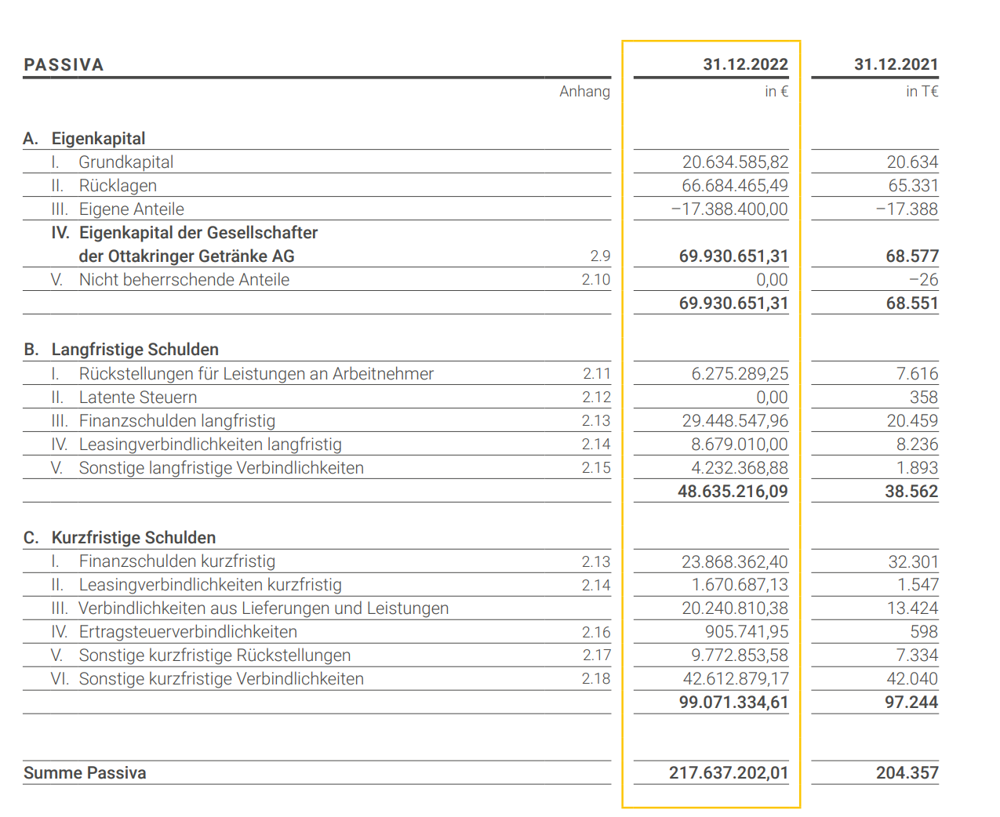 PASSIVA 31.12.2022 31.12.2021
Anhang in € in T€
A. Eigenkapital
I. Grundkapital 20.634.585,82 20.634
II. Rücklagen 66.684.465,49 65.331
III. Eigene Anteile –17.388.400,00 –17.388
IV. Eigenkapital der Gesellschafter
der Ottakringer Getränke AG 2.9 69.930.651,31 68.577
V. Nicht beherrschende Anteile 2.10 0,00 –26
69.930.651,31 68.551
B. Langfristige Schulden
I. Rückstellungen für Leistungen an Arbeitnehmer 2.11 6.275.289,25 7.616
II. Latente Steuern 2.12 0,00 358
III. Finanzschulden langfristig 2.13 29.448.547,96 20.459
IV. Leasingverbindlichkeiten langfristig 2.14 8.679.010,00 8.236
V. Sonstige langfristige Verbindlichkeiten 2.15 4.232.368,88 1.893
48.635.216,09 38.562
C. Kurzfristige Schulden
I. Finanzschulden kurzfristig 2.13 23.868.362,40 32.301
II. Leasingverbindlichkeiten kurzfristig 2.14 1.670.687,13 1.547
III. Verbindlichkeiten aus Lieferungen und Leistungen 20.240.810,38 13.424
IV. Ertragsteuerverbindlichkeiten 2.16 905.741,95 598
V. Sonstige kurzfristige Rückstellungen 2.17 9.772.853,58 7.334
VI. Sonstige kurzfristige Verbindlichkeiten 2.18 42.612.879,17 42.040
99.071.334,61 97.244
Summe Passiva 217.637.202,01 204.357